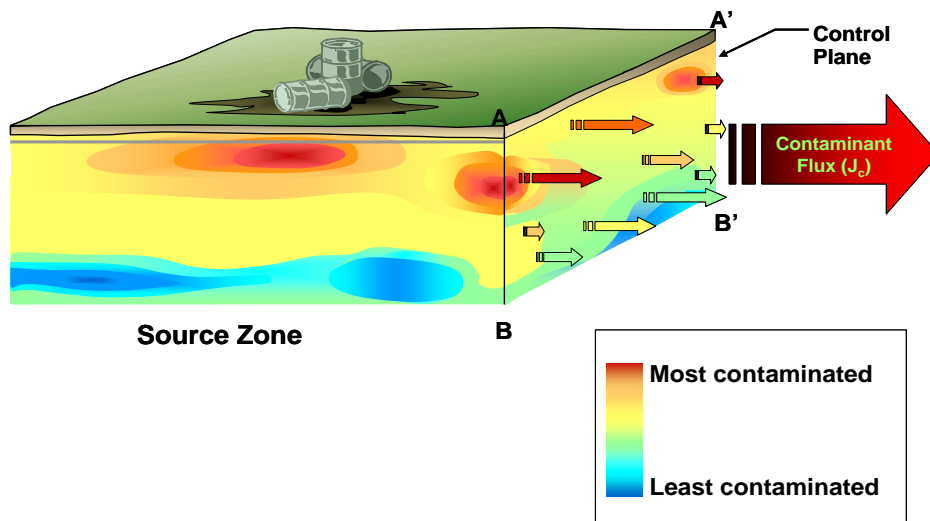 A'
Control
Plane
A
Contaminant
Flux (Jc)
B'
Source Zone
B
Most contaminated
Least contaminated